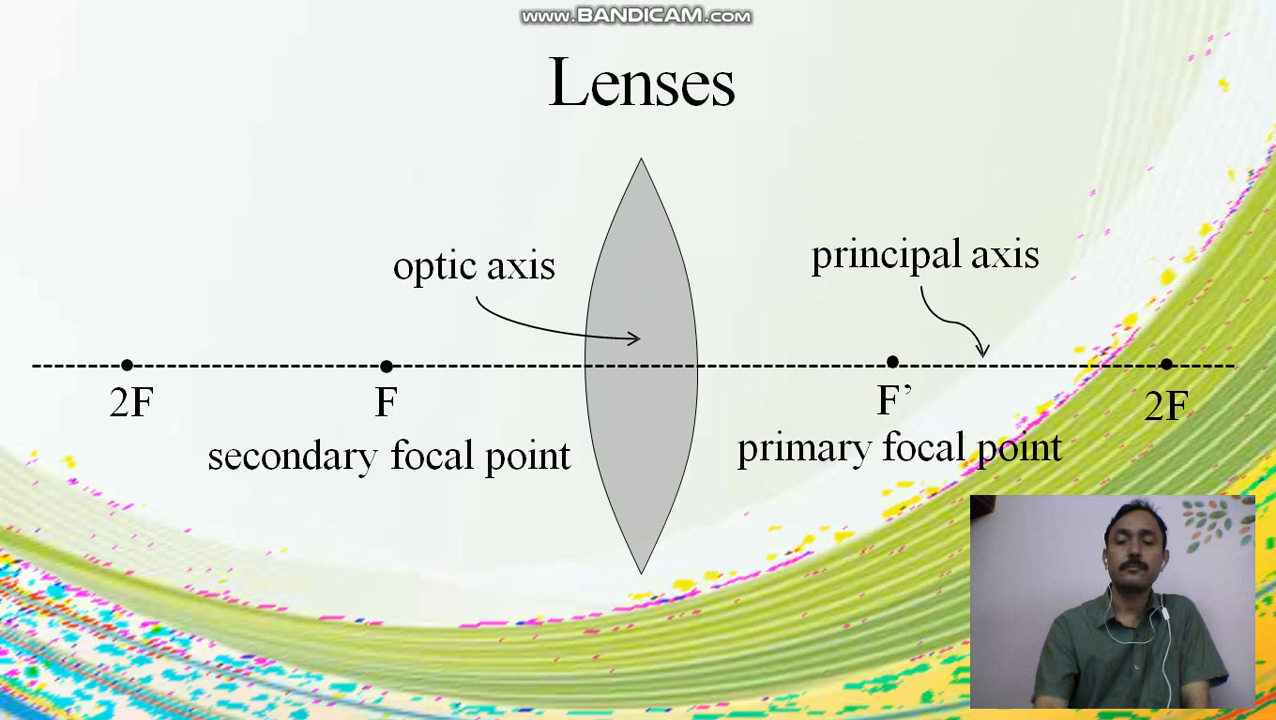 www.BANDICAM.com
Lenses
optic axis
principal axis
2F
F
F’
2F
secondary focal point
primary focal point